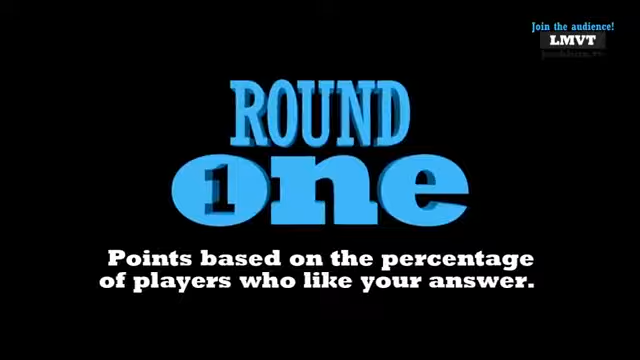 Join the audience!
LMVT
ROUND
1
one
Points based on the percentage
of players who like your answer.